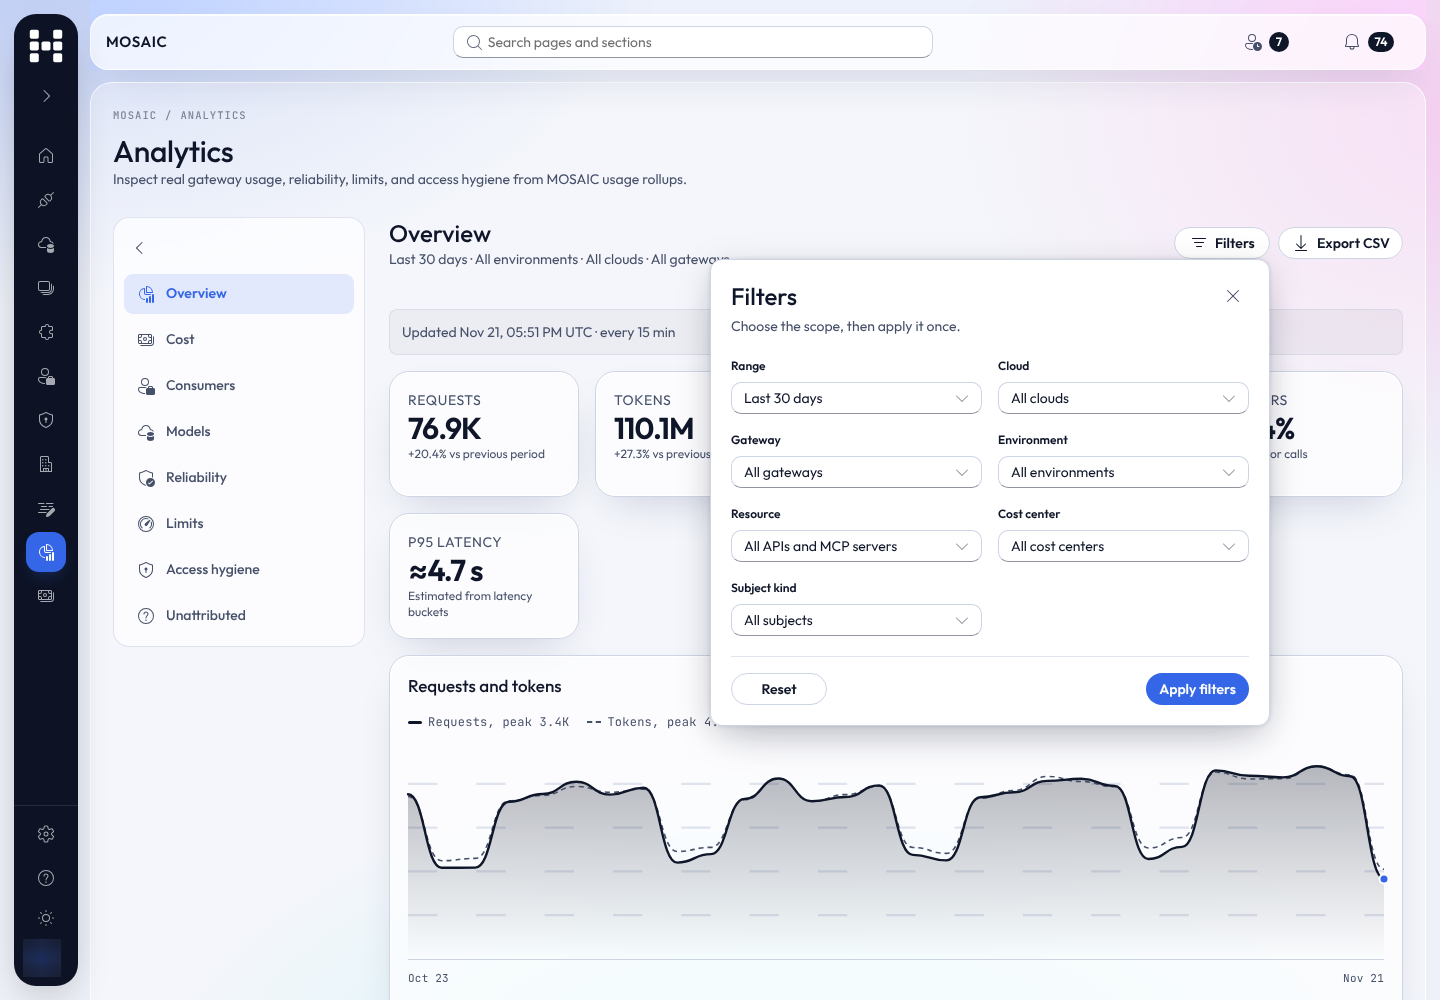 MOSAIC
Search pages and sections
7
74
MOSAIC / ANALYTICS
Analytics
Inspect real gateway usage, reliability, limits, and access hygiene from MOSAIC usage rollups.
Overview
Cost
Consumers
Models
Reliability
Limits
Access hygiene
Unattributed
Overview
Last 30 days · All environments · All clouds · All gateways
Filters
Export CSV
Updated Nov 21, 05:51 PM UTC · every 15 min
REQUESTS
76.9K
+20.4% vs previous period
TOKENS
110.1M
+27.3% vs previous
calls
P95 LATENCY
≈4.7 s
Estimated from latency
buckets
Filters
Choose the scope, then apply it once.
Range
Last 30 days
Cloud
All clouds
Gateway
All gateways
Environment
All environments
Resource
All APIs and MCP servers
Cost center
All cost centers
Subject kind
All subjects
Reset
Apply filters
Requests and tokens
Requests, peak 3.4K
Tokens, peak
Oct 23
Nov 21